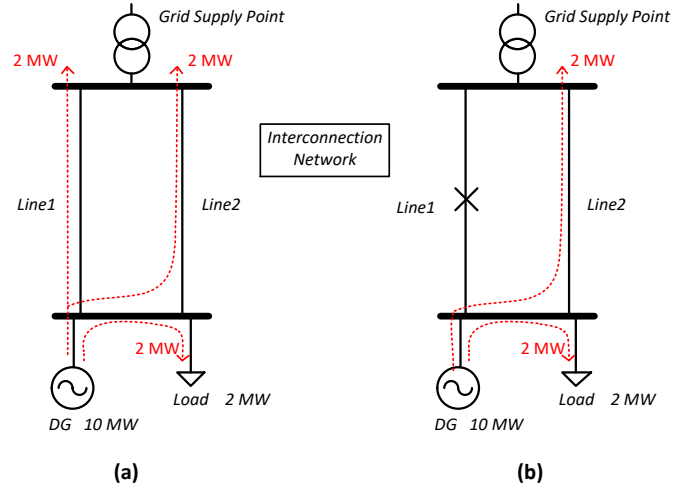 Grid Supply Point
2 MW
2 MW
Line1
Line2
2 MW
Load 2 MW
DG 10 MW
(a)
Interconnection
Network
Grid Supply Point
2 MW
Line1
Line2
2 MW
Load 2 MW
DG 10 MW
(b)